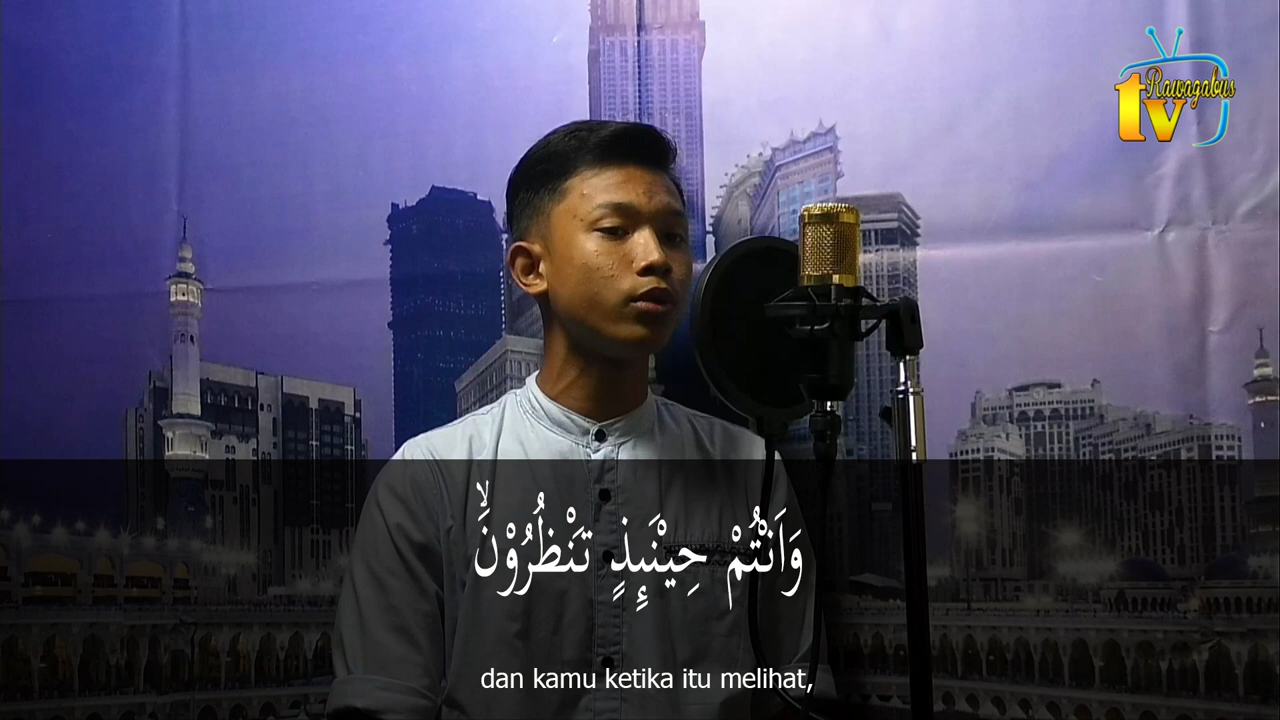 Rawagabus
tv
وَاَنْتُمْ حِيْنَىِٕذٍ تَنْظُرُوْنَۙ
dan kamu ketika itu melihat,